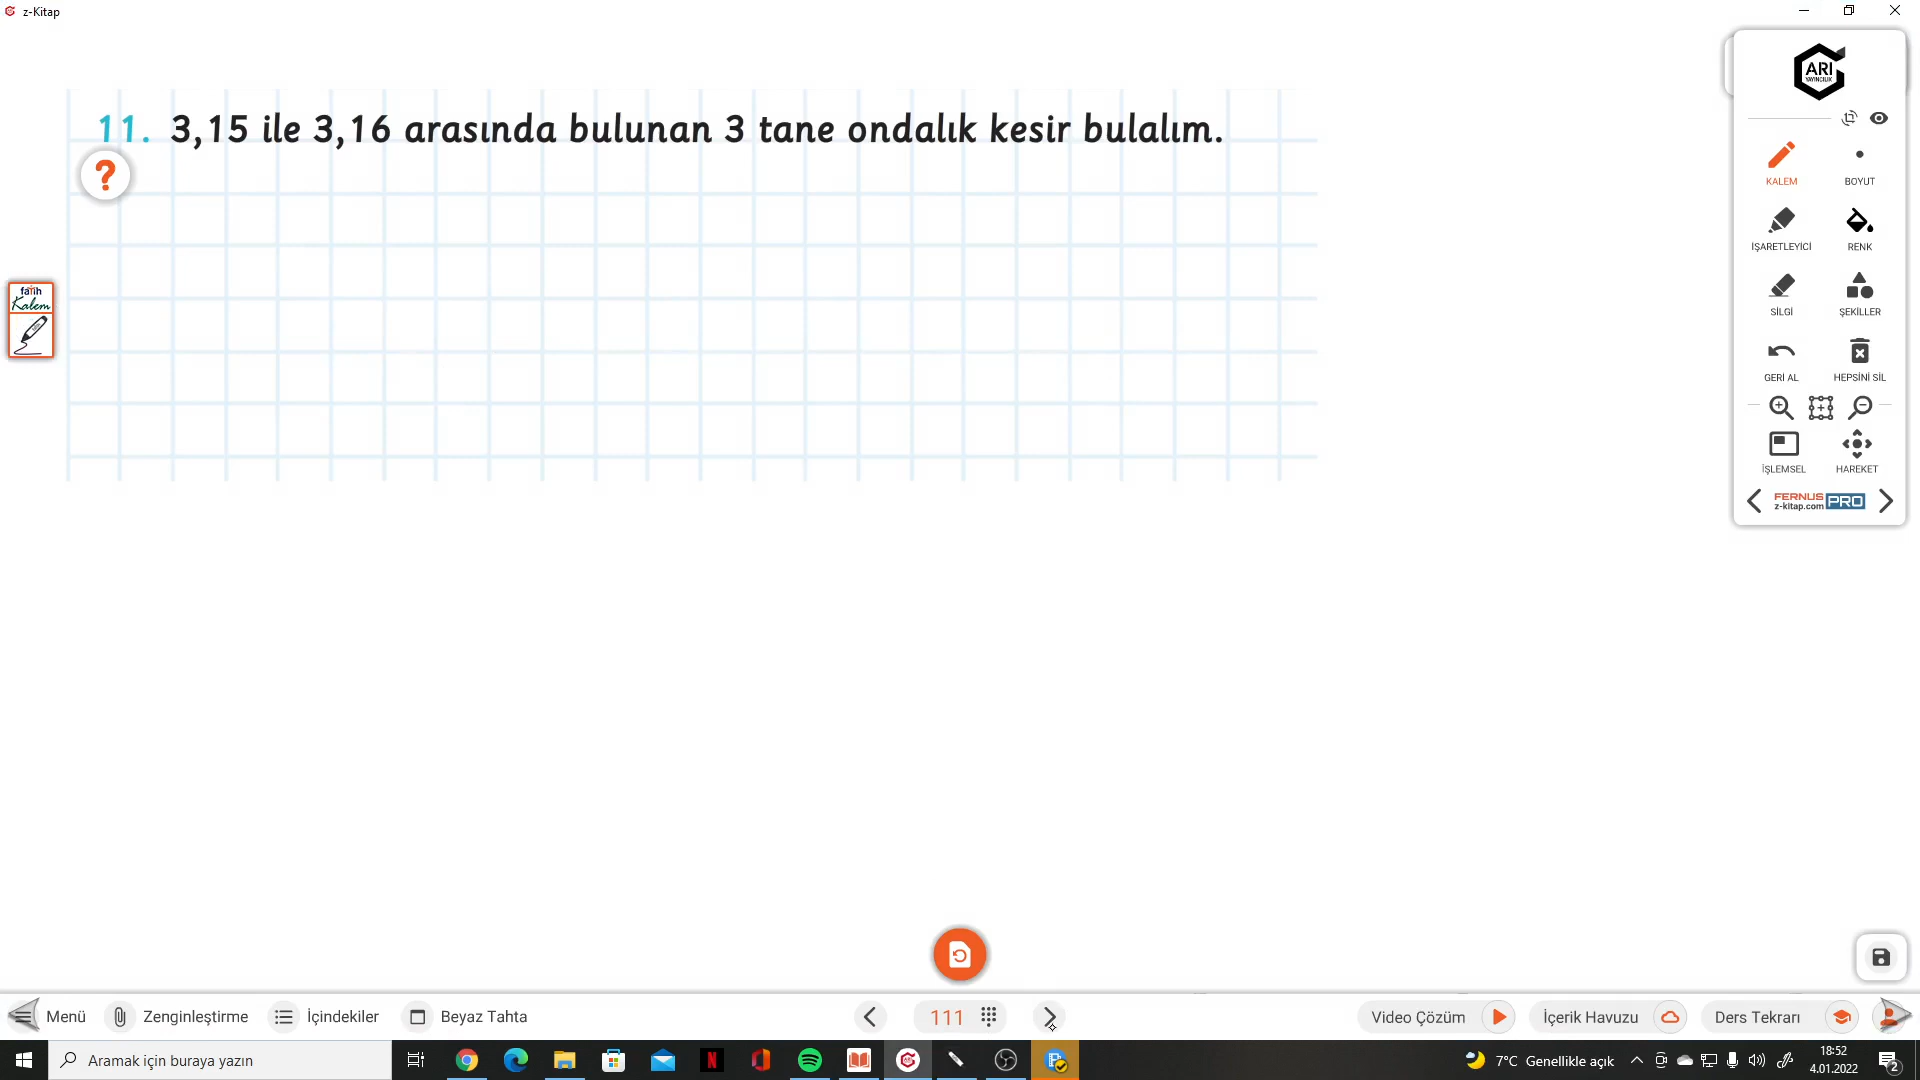 z-Kitap
11. 3,15 ile 3,16 arasında bulunan 3 tane ondalık kesir bulalım.
?
fatih
Kalem
ARI
YAYINCILIK
KALEM
BOYUT
İŞARETLEYİCİ
RENK
SİLGİ
ŞEKİLLER
GERİ AL
HEPSİNİ SİL
İŞLEMSEL
HAREKET
FERNUS
z-kitap.com
PRO
Menü
Zenginleştirme
İçindekiler
Beyaz Tahta
111
Video Çözüm
İçerik Havuzu
Ders Tekrarı
Aramak için buraya yazın
7°C Genellikle açık
18:52
4.01.2022
2